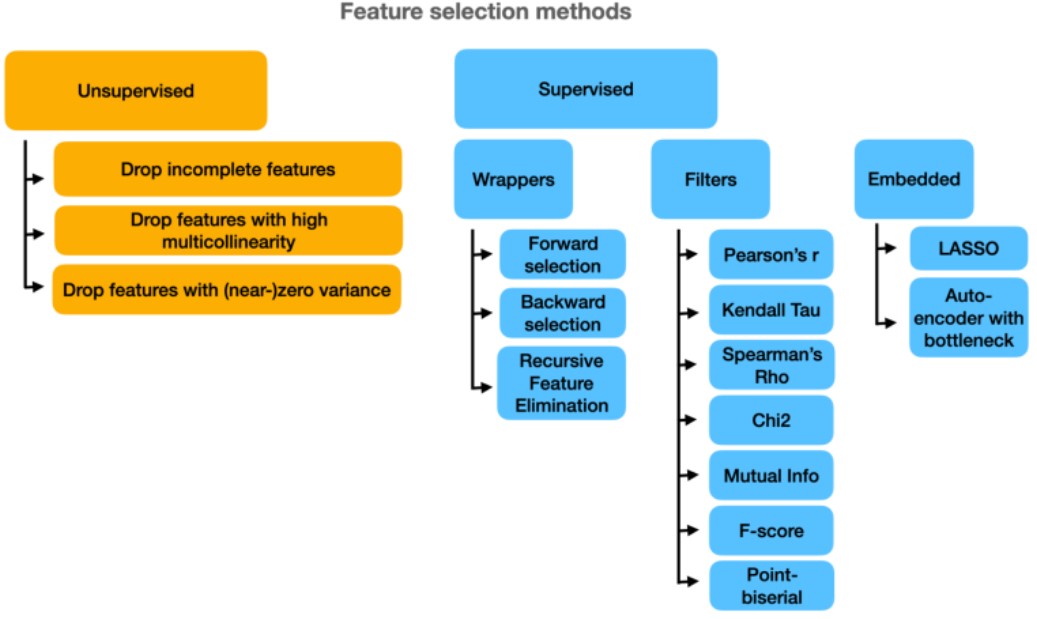 Feature selection methods
Unsupervised
Drop incomplete features
Drop features with high
multicollinearity
Drop features with (near-)zero variance
Supervised
Wrappers
Forward
selection
Backward
selection
Recursive
Feature
Elimination
Filters
Pearson's r
Kendall Tau
Spearman's
Rho
Chi2
Mutual Info
F-score
Point-
biserial
Embedded
LASSO
Auto-
encoder with
bottleneck